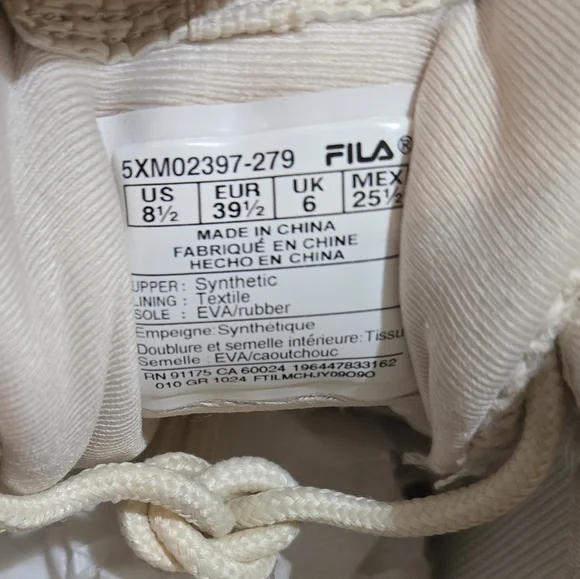 5XM02397-279 FILA®
US EUR UK MEX
8½ 39½ 6 25½
MADE IN CHINA
FABRIQUÉ EN CHINE
HECHO EN CHINA
UPPER: Synthetic
LINING: Textile
SOLE: EVA/rubber
Empeigne: Synthétique
Doublure et semelle intérieure: Tissu
Semelle: EVA/caoutchouc
RN 91175 CA 60024 196447833162
010 GR 1024 FTILMCHJY09O9O